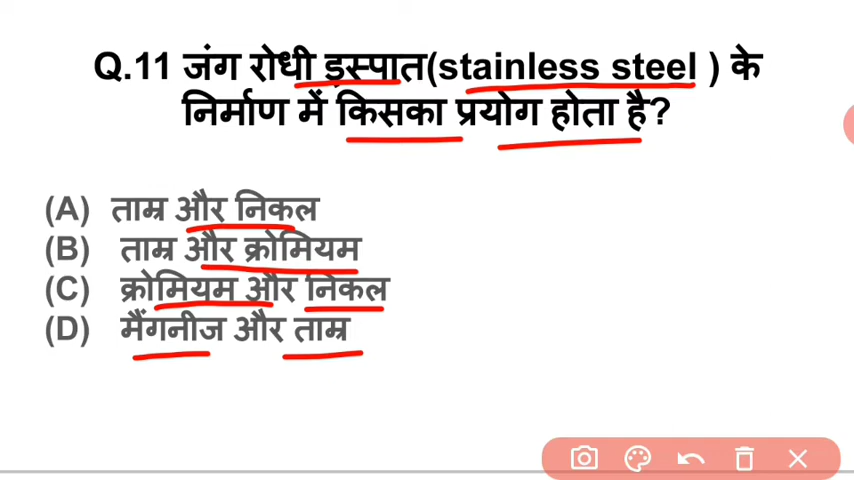 Q.11 जंग रोधी इस्पात(stainless steel ) के
निर्माण में किसका प्रयोग होता है?
(A) ताम्र और निकल
(B) ताम्र और क्रोमियम
(C) क्रोमियम और निकल
(D) मैंगनीज और ताम्र